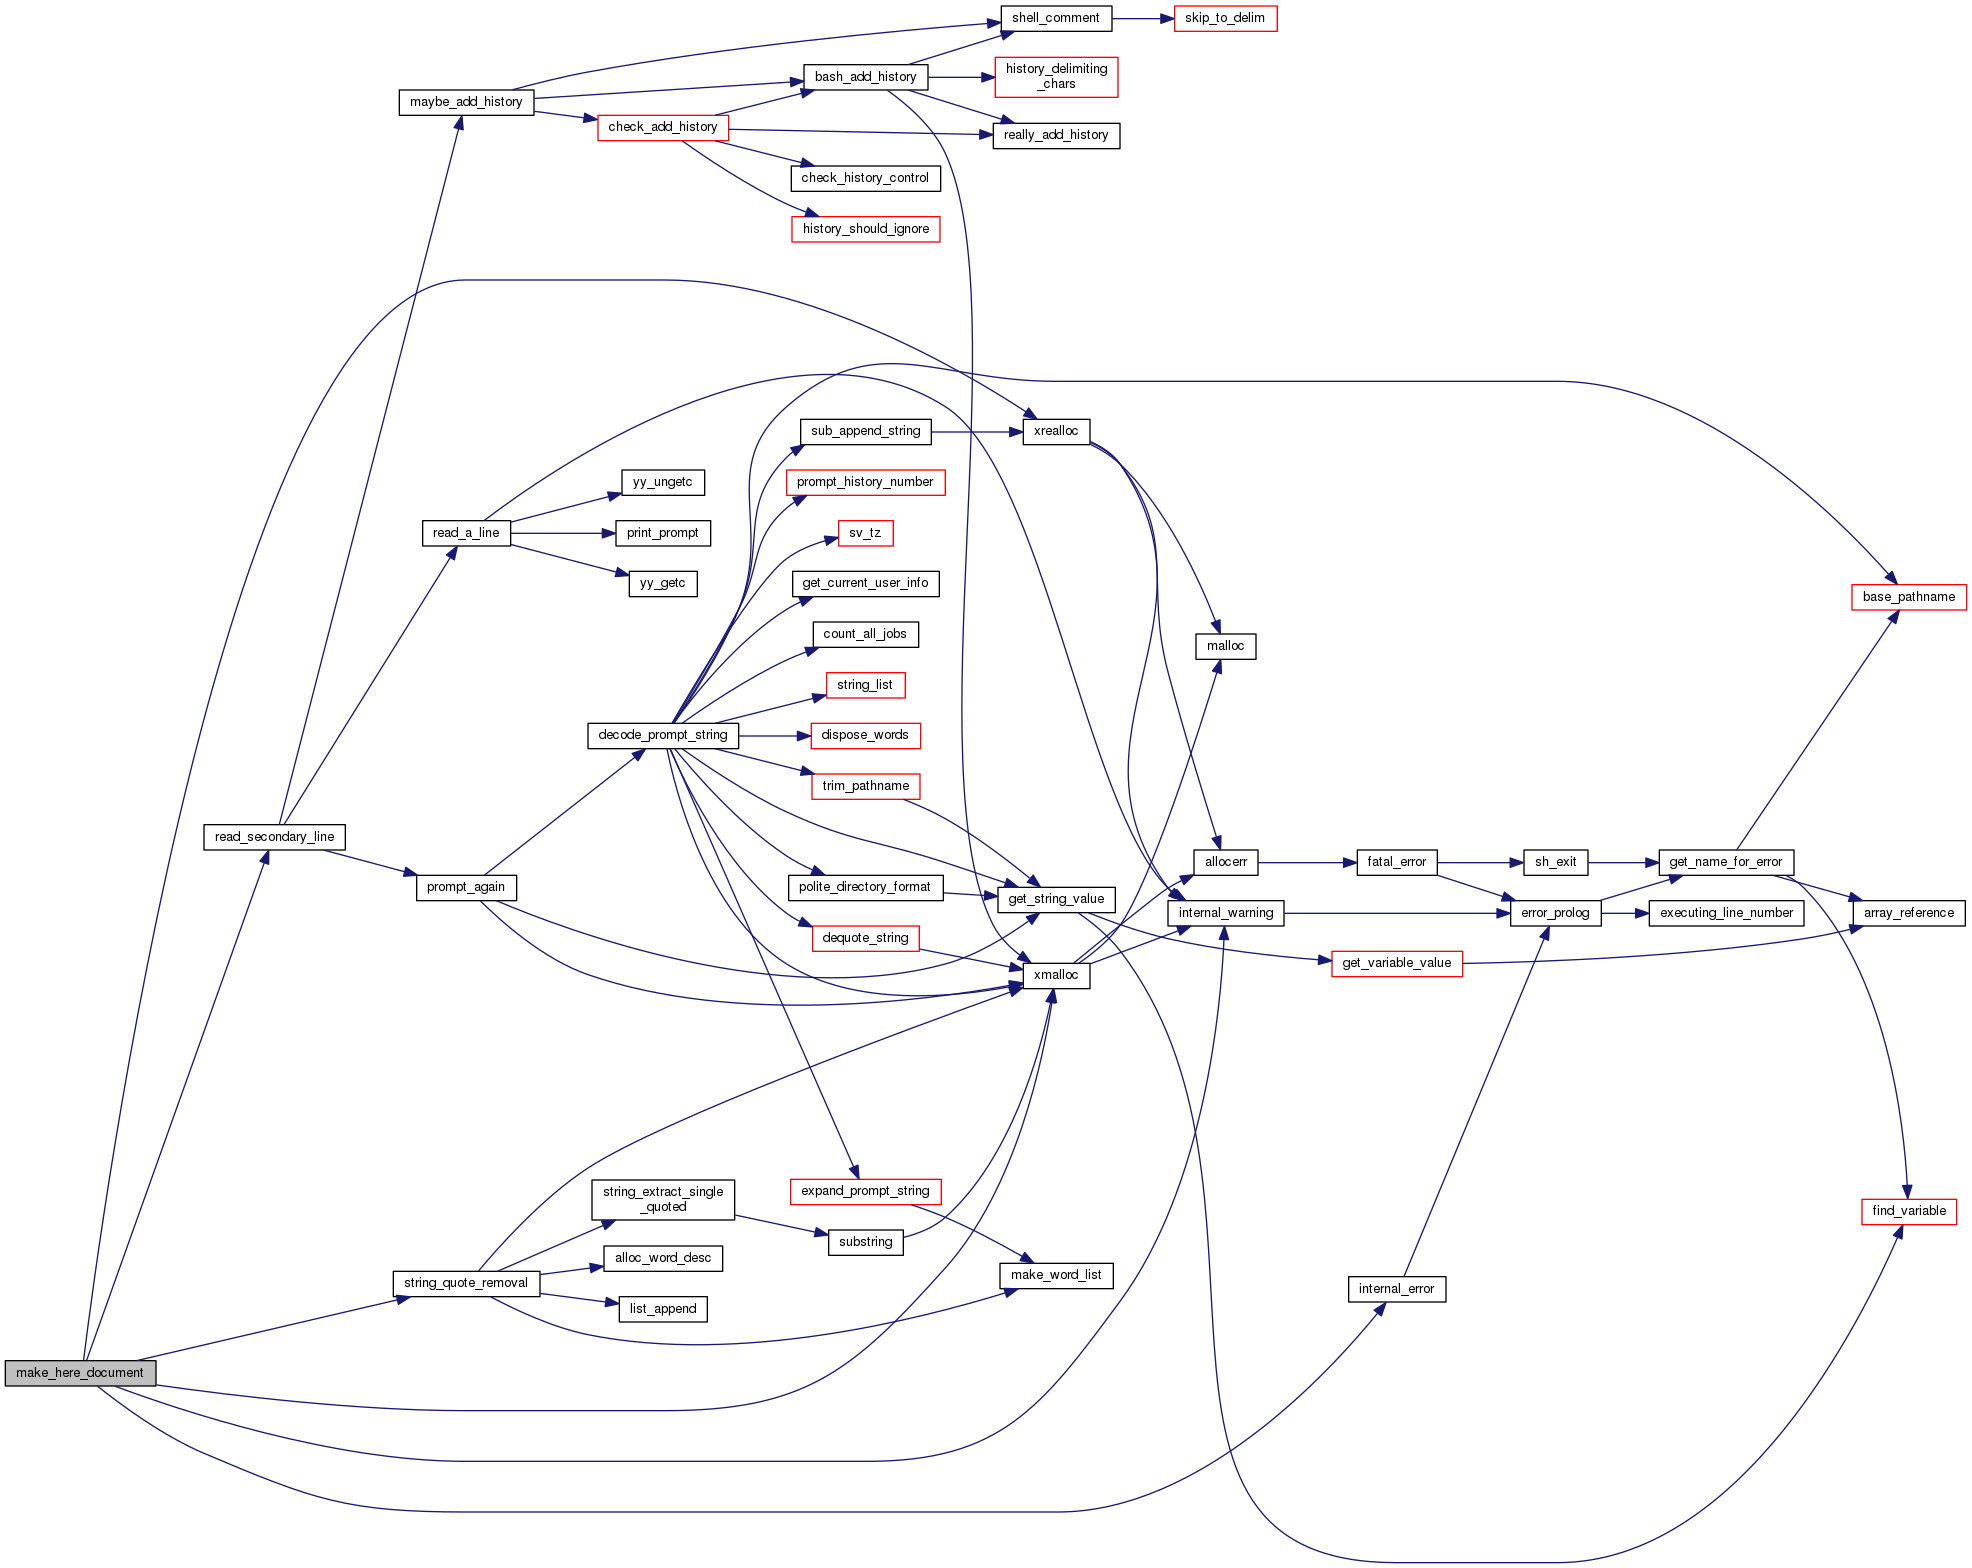 shell_comment
skip_to_delim
history_delimiting
_chars
bash_add_history
maybe_add_history
check_add_history
really_add_history
check_history_control
history_should_ignore
sub_append_string
xrealloc
yy_ungetc
prompt_history_number
read_a_line
print_prompt
sv_tz
yy_getc
get_current_user_info
base_pathname
count_all_jobs
malloc
string_list
decode_prompt_string
dispose_words
trim_pathname
read_secondary_line
allocerr
fatal_error
sh_exit
get_name_for_error
prompt_again
polite_directory_format
get_string_value
internal_warning
error_prolog
executing_line_number
array_reference
dequote_string
get_variable_value
xmalloc
string_extract_single
_quoted
expand_prompt_string
find_variable
substring
alloc_word_desc
make_word_list
string_quote_removal
internal_error
list_append
make_here_document